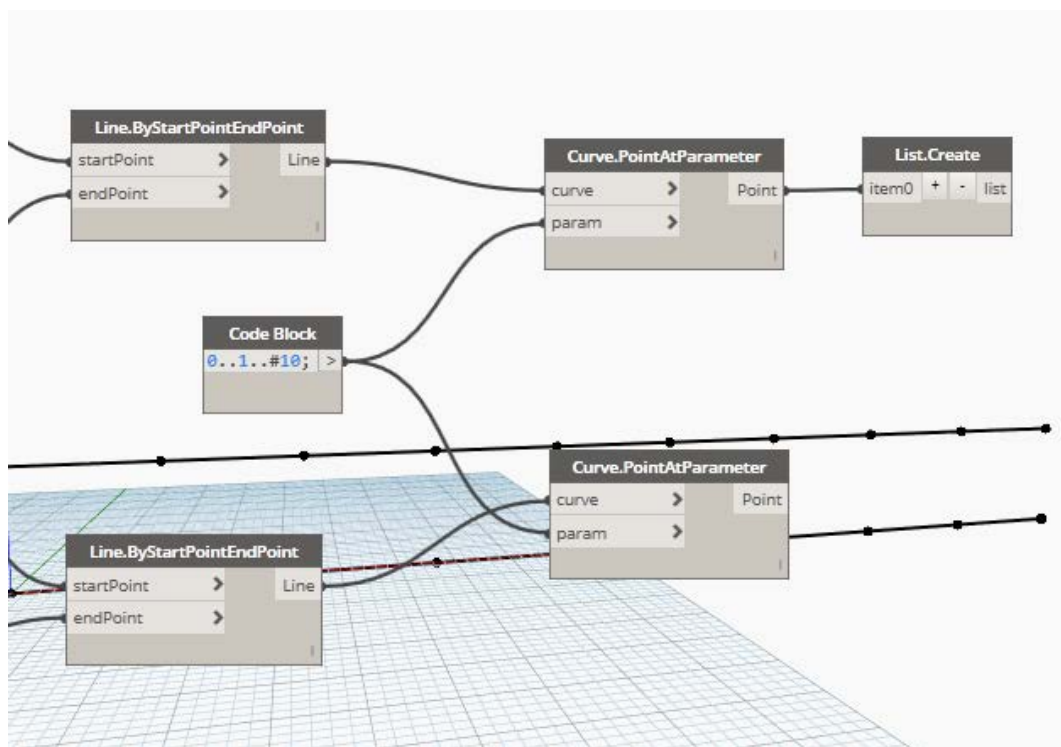 Line.ByStartPointEndPoint
startPoint > Line
endPoint >
Curve.PointAtParameter
curve > Point
param >
List.Create
item0 + - list
Code Block
0..1..#10; >
Curve.PointAtParameter
curve > Point
param >
Line.ByStartPointEndPoint
startPoint > Line
endPoint >